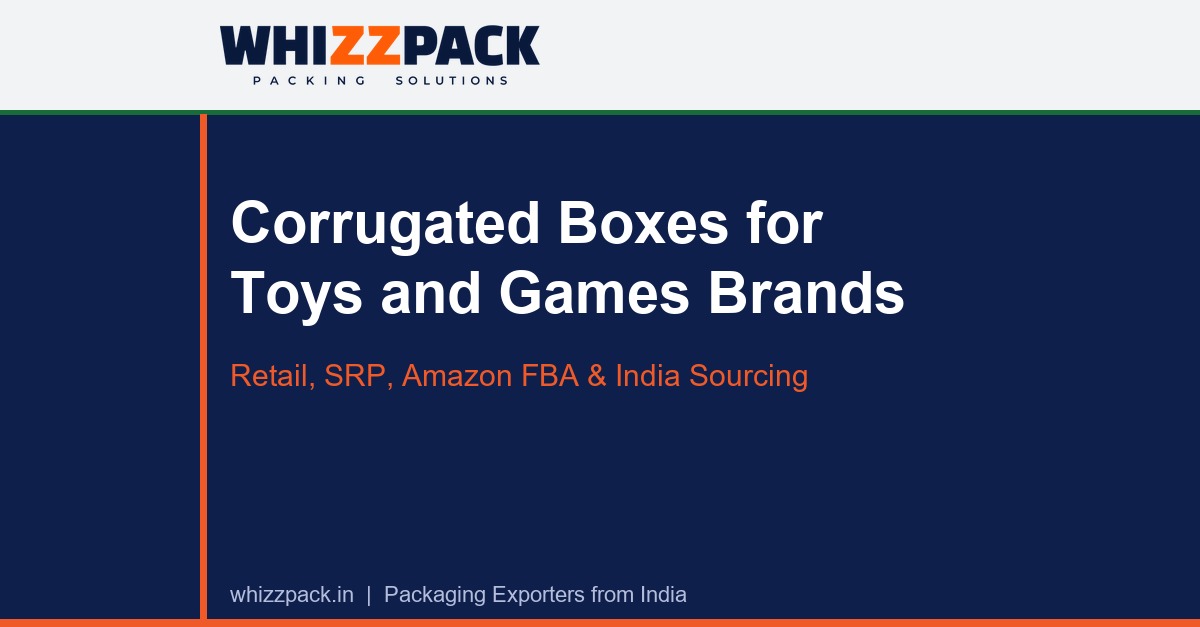 WHIZZPACK
PACKING SOLUTIONS
Corrugated Boxes for
Toys and Games Brands
Retail, SRP, Amazon FBA & India Sourcing
whizzpack.in | Packaging Exporters from India